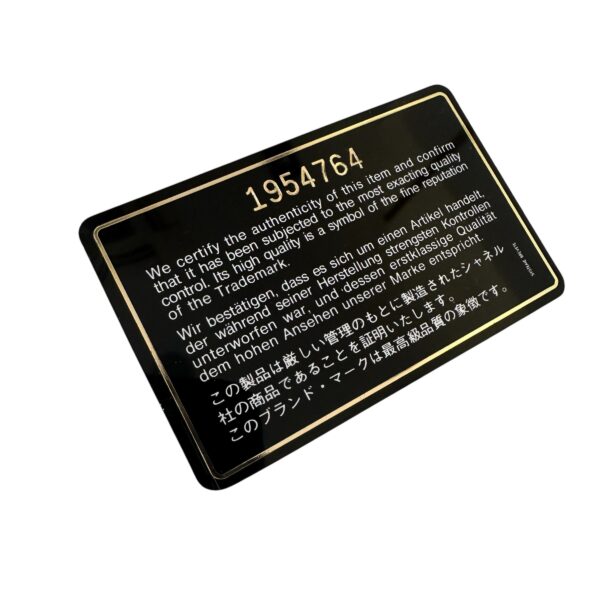 1954764
We certify the authenticity of this item and confirm
that it has been subjected to the most exacting quality
control. Its high quality is a symbol of the fine reputation
of the Trademark.
Wir bestätigen, dass es sich um einen Artikel handelt,
der während seiner Herstellung strengsten Kontrollen
unterworfen war, und dessen erstklassige Qualität
dem hohen Ansehen unserer Marke entspricht.
この製品は厳しい管理のもとに製造されたシャネル
社の商品であることを証明いたします。
このブランド・マークは最高級品質の象徴です。